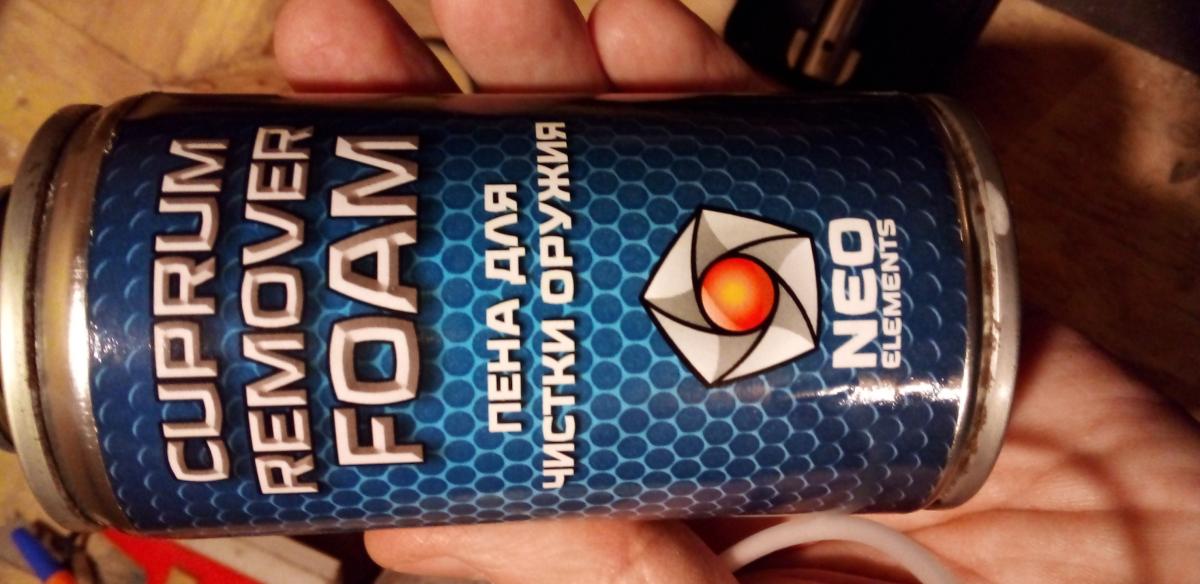 CUPRUM
REMOVER
FOAM
ПЕНА ДЛЯ
ЧИСТКИ ОРУЖИЯ
NEO
ELEMENTS